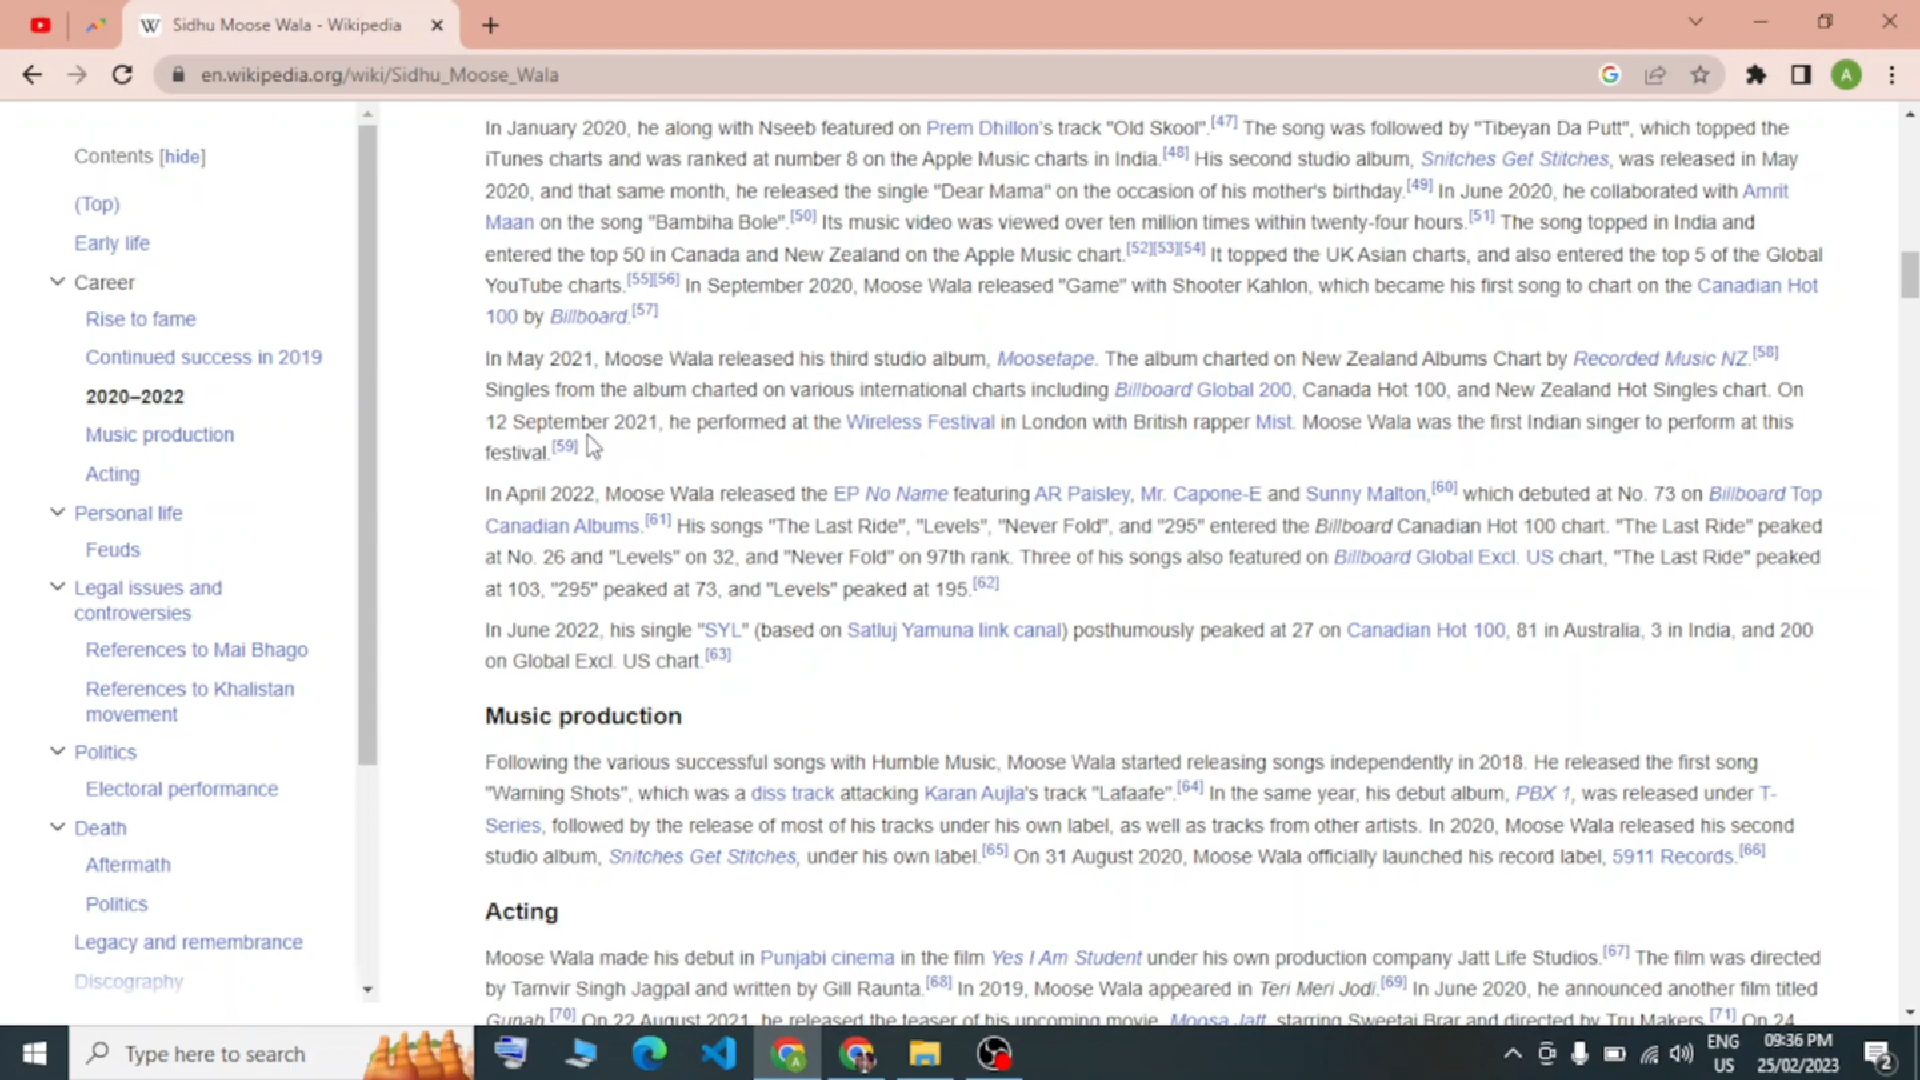 Sidhu Moose Wala - Wikipedia
en.wikipedia.org/wiki/Sidhu_Moose_Wala
A
Contents [hide]
(Top)
Early life
Career
Rise to fame
Continued success in 2019
2020–2022
Music production
Acting
Personal life
Feuds
Legal issues and
controversies
References to Mai Bhago
References to Khalistan
movement
Politics
Electoral performance
Death
Aftermath
Politics
Legacy and remembrance
Discography
In January 2020, he along with Nseeb featured on Prem Dhillon's track "Old Skool".[47] The song was followed by "Tibeyan Da Putt", which topped the
iTunes charts and was ranked at number 8 on the Apple Music charts in India.[48] His second studio album, Snitches Get Stitches, was released in May
2020, and that same month, he released the single "Dear Mama" on the occasion of his mother's birthday.[49] In June 2020, he collaborated with Amrit
Maan on the song "Bambiha Bole".[50] Its music video was viewed over ten million times within twenty-four hours.[51] The song topped in India and
entered the top 50 in Canada and New Zealand on the Apple Music chart.[52][53][54] It topped the UK Asian charts, and also entered the top 5 of the Global
YouTube charts.[55][56] In September 2020, Moose Wala released "Game" with Shooter Kahlon, which became his first song to chart on the Canadian Hot
100 by Billboard.[57]
In May 2021, Moose Wala released his third studio album, Moosetape. The album charted on New Zealand Albums Chart by Recorded Music NZ.[58]
Singles from the album charted on various international charts including Billboard Global 200, Canada Hot 100, and New Zealand Hot Singles chart. On
12 September 2021, he performed at the Wireless Festival in London with British rapper Mist. Moose Wala was the first Indian singer to perform at this
festival.[59]
In April 2022, Moose Wala released the EP No Name featuring AR Paisley, Mr. Capone-E and Sunny Malton,[60] which debuted at No. 73 on Billboard Top
Canadian Albums.[61] His songs "The Last Ride", "Levels", "Never Fold", and "295" entered the Billboard Canadian Hot 100 chart. "The Last Ride" peaked
at No. 26 and "Levels" on 32, and "Never Fold" on 97th rank. Three of his songs also featured on Billboard Global Excl. US chart, "The Last Ride" peaked
at 103, "295" peaked at 73, and "Levels" peaked at 195.[62]
In June 2022, his single "SYL" (based on Satluj Yamuna link canal) posthumously peaked at 27 on Canadian Hot 100, 81 in Australia, 3 in India, and 200
on Global Excl. US chart.[63]
Music production
Following the various successful songs with Humble Music, Moose Wala started releasing songs independently in 2018. He released the first song
"Warning Shots", which was a diss track attacking Karan Aujla's track "Lafaafe".[64] In the same year, his debut album, PBX 1, was released under T-
Series, followed by the release of most of his tracks under his own label, as well as tracks from other artists. In 2020, Moose Wala released his second
studio album, Snitches Get Stitches, under his own label.[65] On 31 August 2020, Moose Wala officially launched his record label, 5911 Records.[66]
Acting
Moose Wala made his debut in Punjabi cinema in the film Yes I Am Student under his own production company Jatt Life Studios.[67] The film was directed
by Tamvir Singh Jagpal and written by Gill Raunta.[68] In 2019, Moose Wala appeared in Teri Meri Jodi.[69] In June 2020, he announced another film titled
Gunah.[70] On 22 August 2021, he released the teaser of his upcoming movie, Moosa Jatt, starring Sweetaj Brar and directed by Tru Makers.[71] On 24
Type here to search
ENG
US
09:36 PM
25/02/2023
2